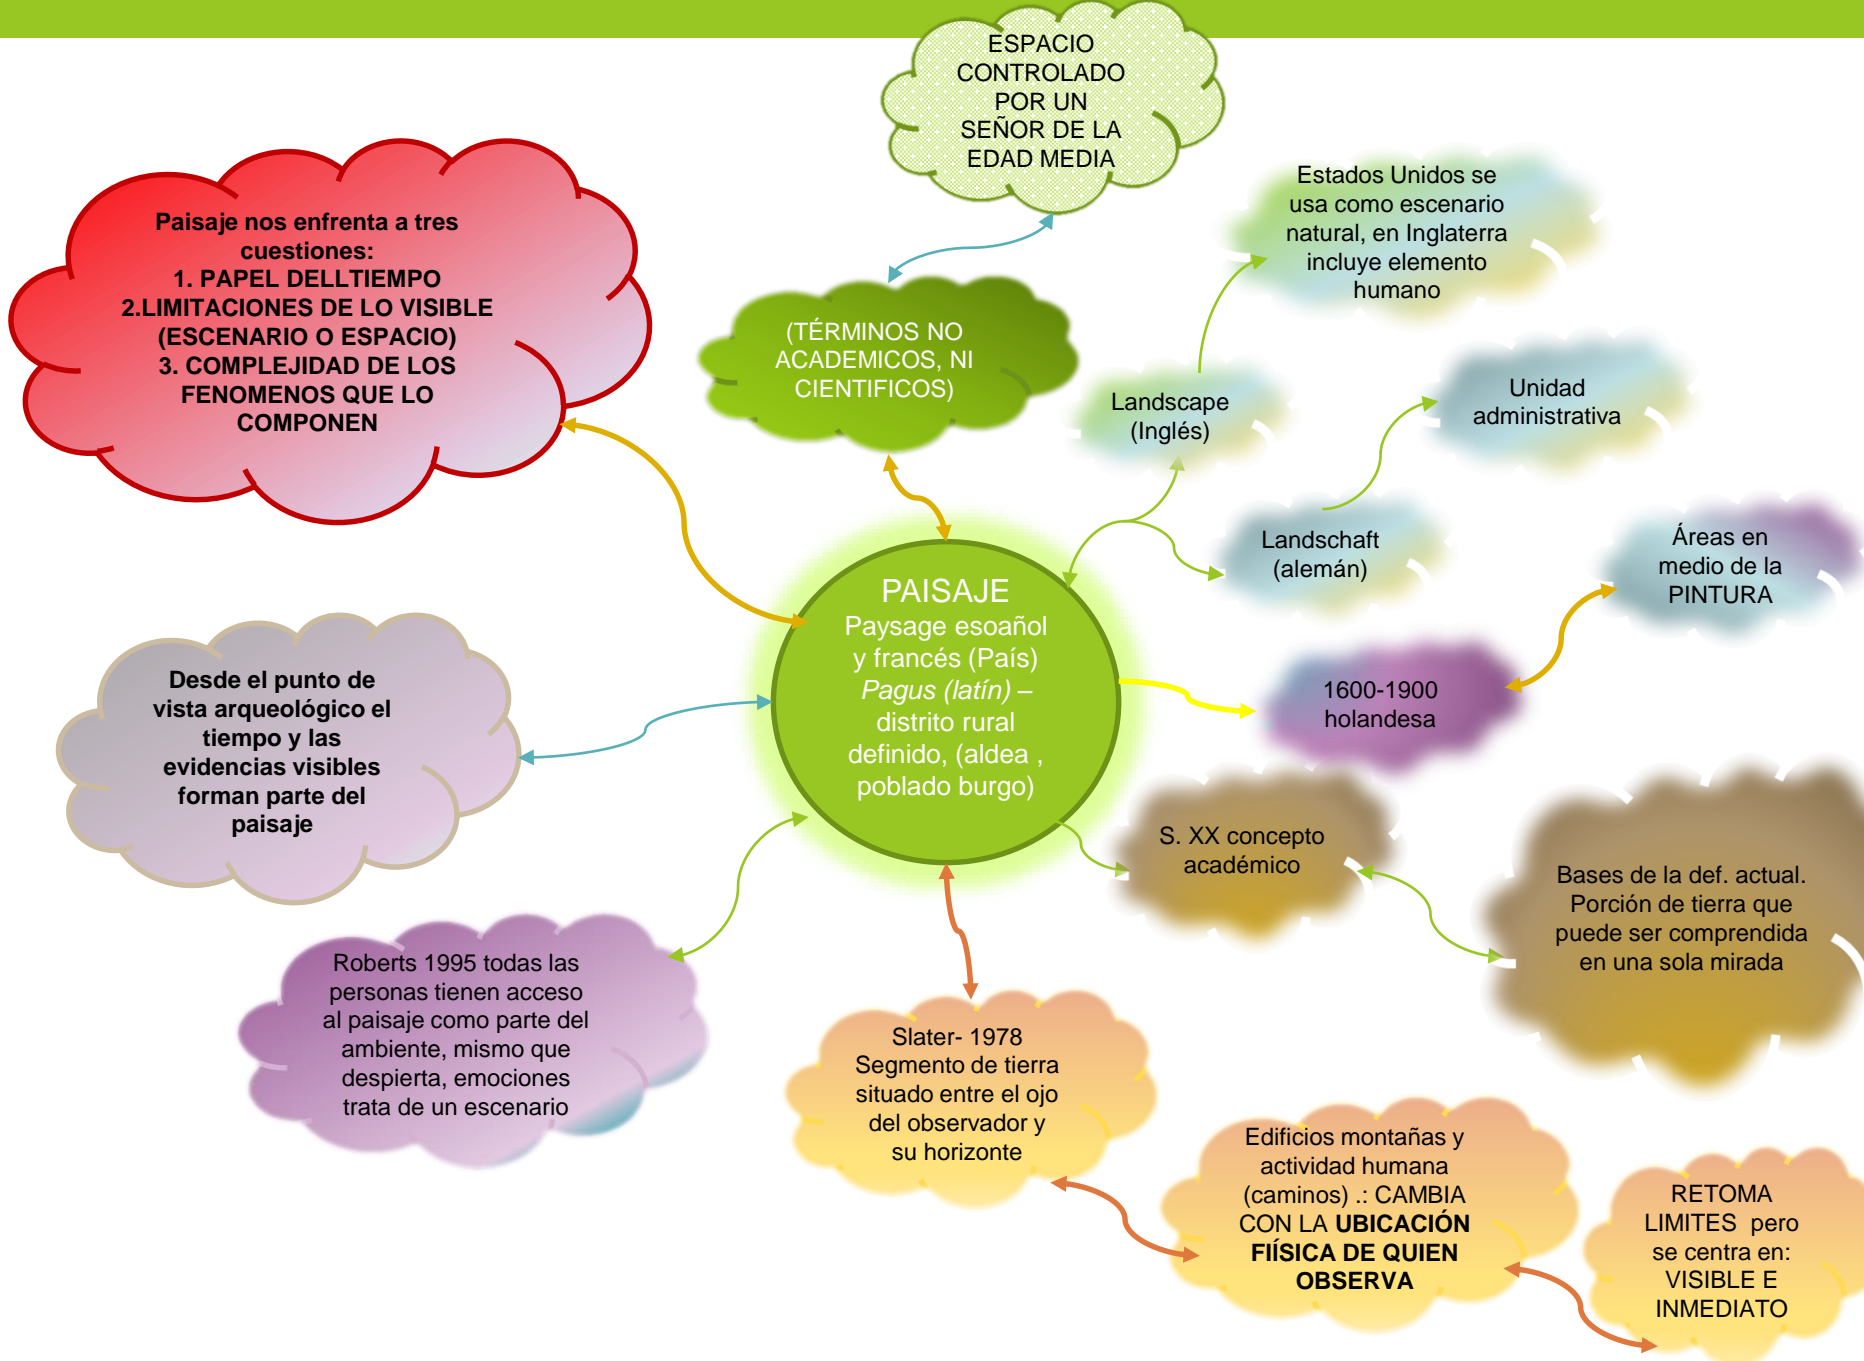 ESPACIO
CONTROLADO
POR UN
SEÑOR DE LA
EDAD MEDIA
Paisaje nos enfrenta a tres
cuestiones:
1. PAPEL DELLTIEMPO
2.LIMITACIONES DE LO VISIBLE
(ESCENARIO O ESPACIO)
3. COMPLEJIDAD DE LOS
FENOMENOS QUE LO
COMPONEN
(TÉRMINOS NO
ACADEMICOS, NI
CIENTIFICOS)
Estados Unidos se
usa como escenario
natural, en Inglaterra
incluye elemento
humano
Landscape
(Inglés)
Unidad
administrativa
Landschaft
(alemán)
Áreas en
medio de la
PINTURA
PAISAJE
Paysage esoañol
y francés (País)
Pagus (latín) –
distrito rural
definido, (aldea ,
poblado burgo)
1600-1900
holandesa
Desde el punto de
vista arqueológico el
tiempo y las
evidencias visibles
forman parte del
paisaje
S. XX concepto
académico
Bases de la def. actual.
Porción de tierra que
puede ser comprendida
en una sola mirada
Roberts 1995 todas las
personas tienen acceso
al paisaje como parte del
ambiente, mismo que
despierta, emociones
trata de un escenario
Slater- 1978
Segmento de tierra
situado entre el ojo
del observador y
su horizonte
Edificios montañas y
actividad humana
(caminos) .: CAMBIA
CON LA UBICACIÓN
FIÍSICA DE QUIEN
OBSERVA
RETOMA
LIMITES pero
se centra en:
VISIBLE E
INMEDIATO